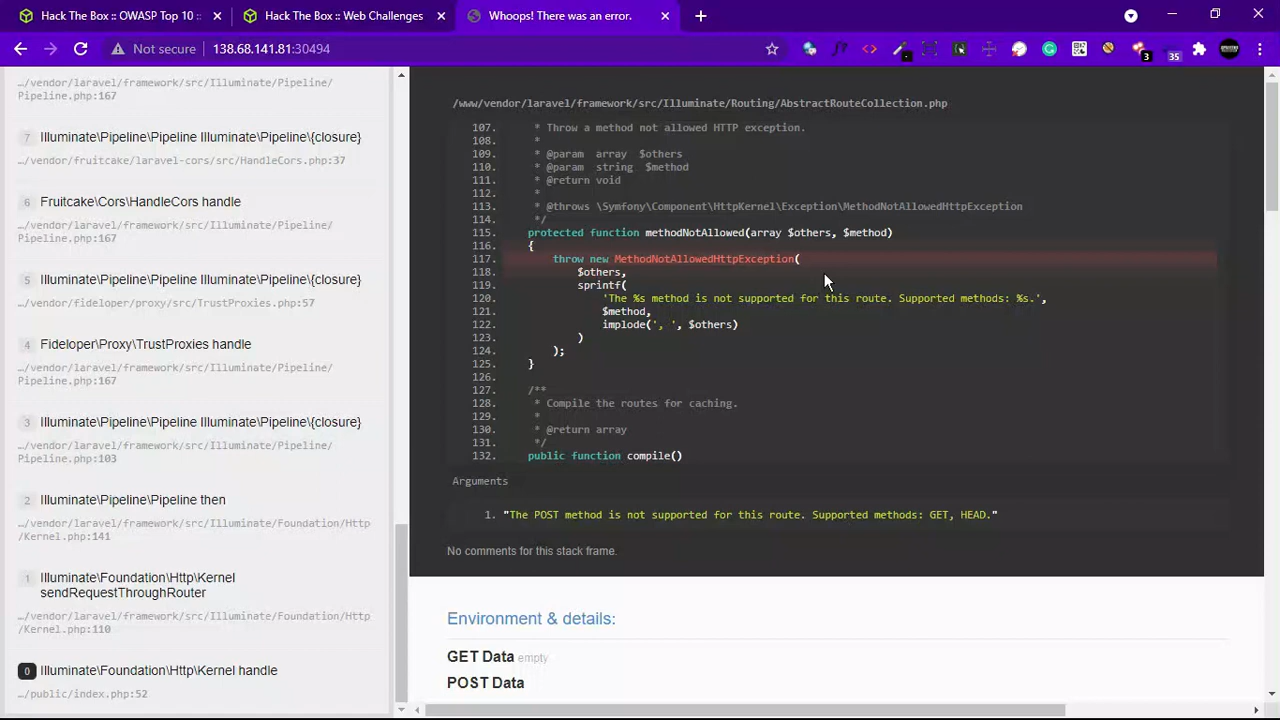 Hack The Box :: OWASP Top 10 ::
Hack The Box :: Web Challenges
Whoops! There was an error.
Not secure
138.68.141.81:30494
3
35
…/vendor/laravel/framework/src/Illuminate/Pipeline/
Pipeline.php:167
7 Illuminate\Pipeline\Pipeline Illuminate\Pipeline\{closure}
…/vendor/fruitcake/laravel-cors/src/HandleCors.php:37
6 Fruitcake\Cors\HandleCors handle
…/vendor/laravel/framework/src/Illuminate/Pipeline/
Pipeline.php:167
5 Illuminate\Pipeline\Pipeline Illuminate\Pipeline\{closure}
…/vendor/fideloper/proxy/src/TrustProxies.php:57
4 Fideloper\Proxy\TrustProxies handle
…/vendor/laravel/framework/src/Illuminate/Pipeline/
Pipeline.php:167
3 Illuminate\Pipeline\Pipeline Illuminate\Pipeline\{closure}
…/vendor/laravel/framework/src/Illuminate/Pipeline/
Pipeline.php:103
2 Illuminate\Pipeline\Pipeline then
…/vendor/laravel/framework/src/Illuminate/Foundation/Http
/Kernel.php:141
1 Illuminate\Foundation\Http\Kernel
sendRequestThroughRouter
…/vendor/laravel/framework/src/Illuminate/Foundation/Http
/Kernel.php:110
0 Illuminate\Foundation\Http\Kernel handle
…/public/index.php:52
/www/vendor/laravel/framework/src/Illuminate/Routing/AbstractRouteCollection.php
107. * Throw a method not allowed HTTP exception.
108. *
109. * @param array $others
110. * @param string $method
111. * @return void
112. *
113. * @throws \Symfony\Component\HttpKernel\Exception\MethodNotAllowedHttpException
114. */
115. protected function methodNotAllowed(array $others, $method)
116. {
117. throw new MethodNotAllowedHttpException(
118. $others,
119. sprintf(
120. 'The %s method is not supported for this route. Supported methods: %s.',
121. $method,
122. implode(', ', $others)
123. )
124. );
125. }
126.
127. /**
128. * Compile the routes for caching.
129. *
130. * @return array
131. */
132. public function compile()
Arguments
1. "The POST method is not supported for this route. Supported methods: GET, HEAD."
No comments for this stack frame.
Environment & details:
GET Data empty
POST Data